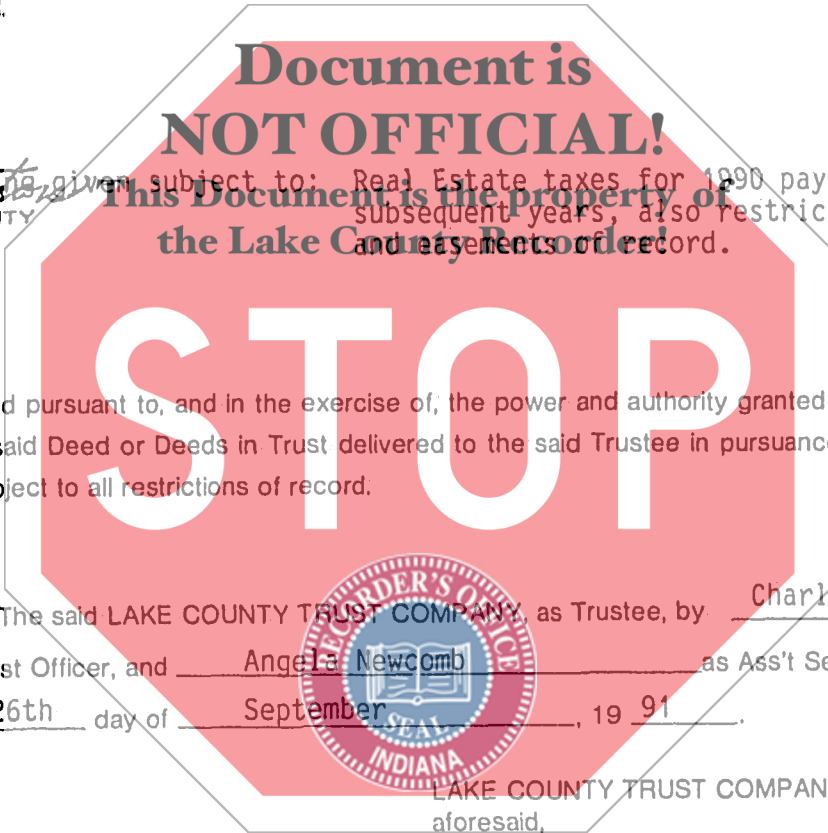 Document is
NOT OFFICIAL!
given subject to: Real Estate taxes for 1990 pay
This Document is the property of
subsequent years, also restric
the Lake County Recorder!
and easements of record.
STOP
d pursuant to, and in the exercise of, the power and authority granted
said Deed or Deeds in Trust delivered to the said Trustee in pursuance
ject to all restrictions of record.
The said LAKE COUNTY TRUST COMPANY, as Trustee, by Charl
st Officer, and Angela Newcomb as Ass't Se
26th day of September, 19 91.
RECORDER'S OFFICE
SEAL
INDIANA
LAKE COUNTY TRUST COMPAN
aforesaid,